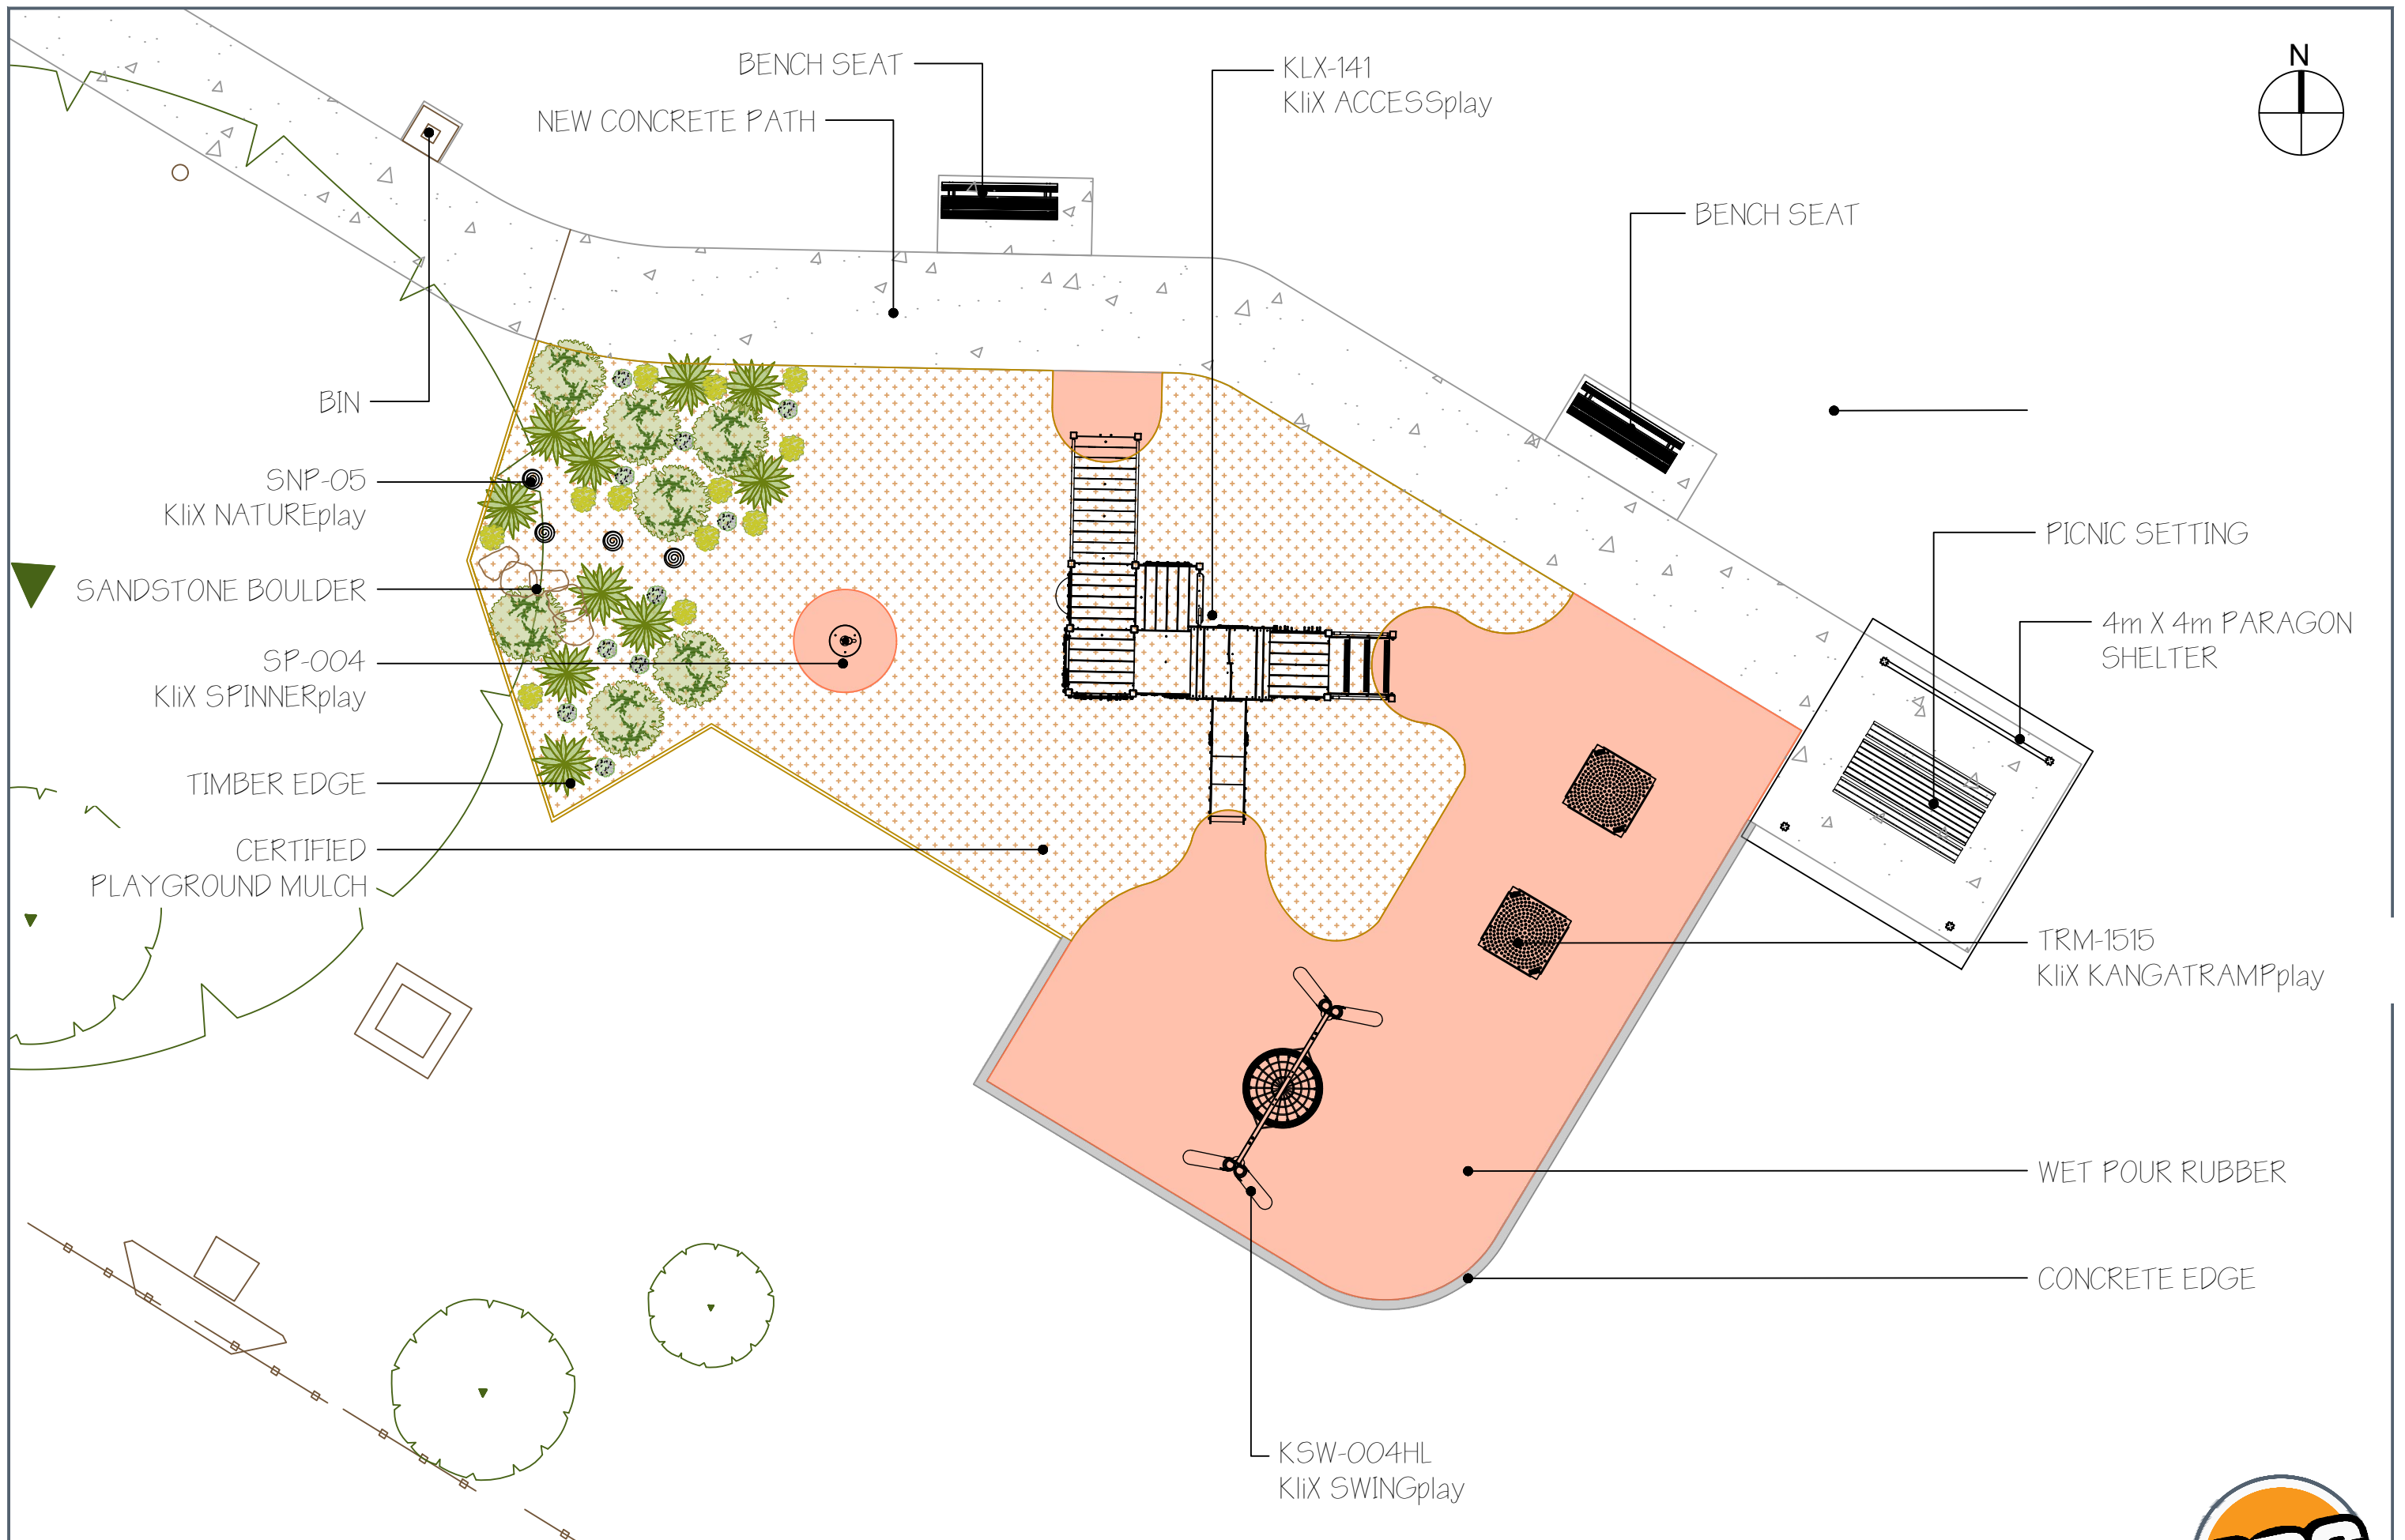 N
BENCH SEAT
NEW CONCRETE PATH
KLX-141
KliX ACCESSplay
BENCH SEAT
BIN
SNP-05
KliX NATUREplay
SANDSTONE BOULDER
SP-004
KliX SPINNERplay
TIMBER EDGE
CERTIFIED
PLAYGROUND MULCH
PICNIC SETTING
4m X 4m PARAGON
SHELTER
TRM-1515
KliX KANGATRAMPplay
WET POUR RUBBER
CONCRETE EDGE
KSW-004HL
KliX SWINGplay